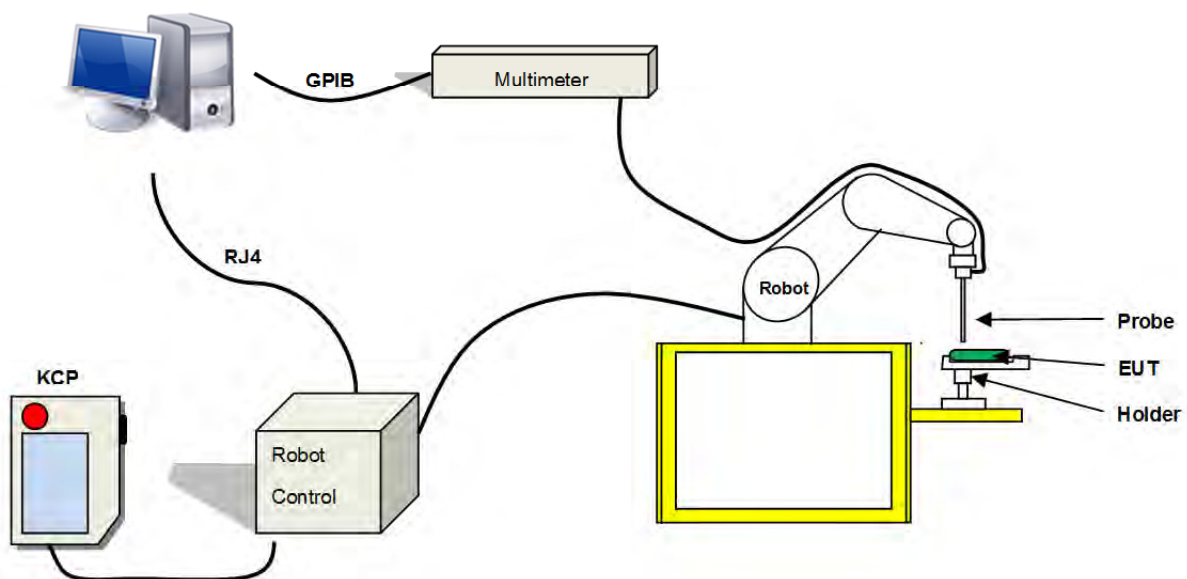 GPIB
Multimeter
RJ4
Robot
Probe
EUT
Holder
KCP
Robot
Control